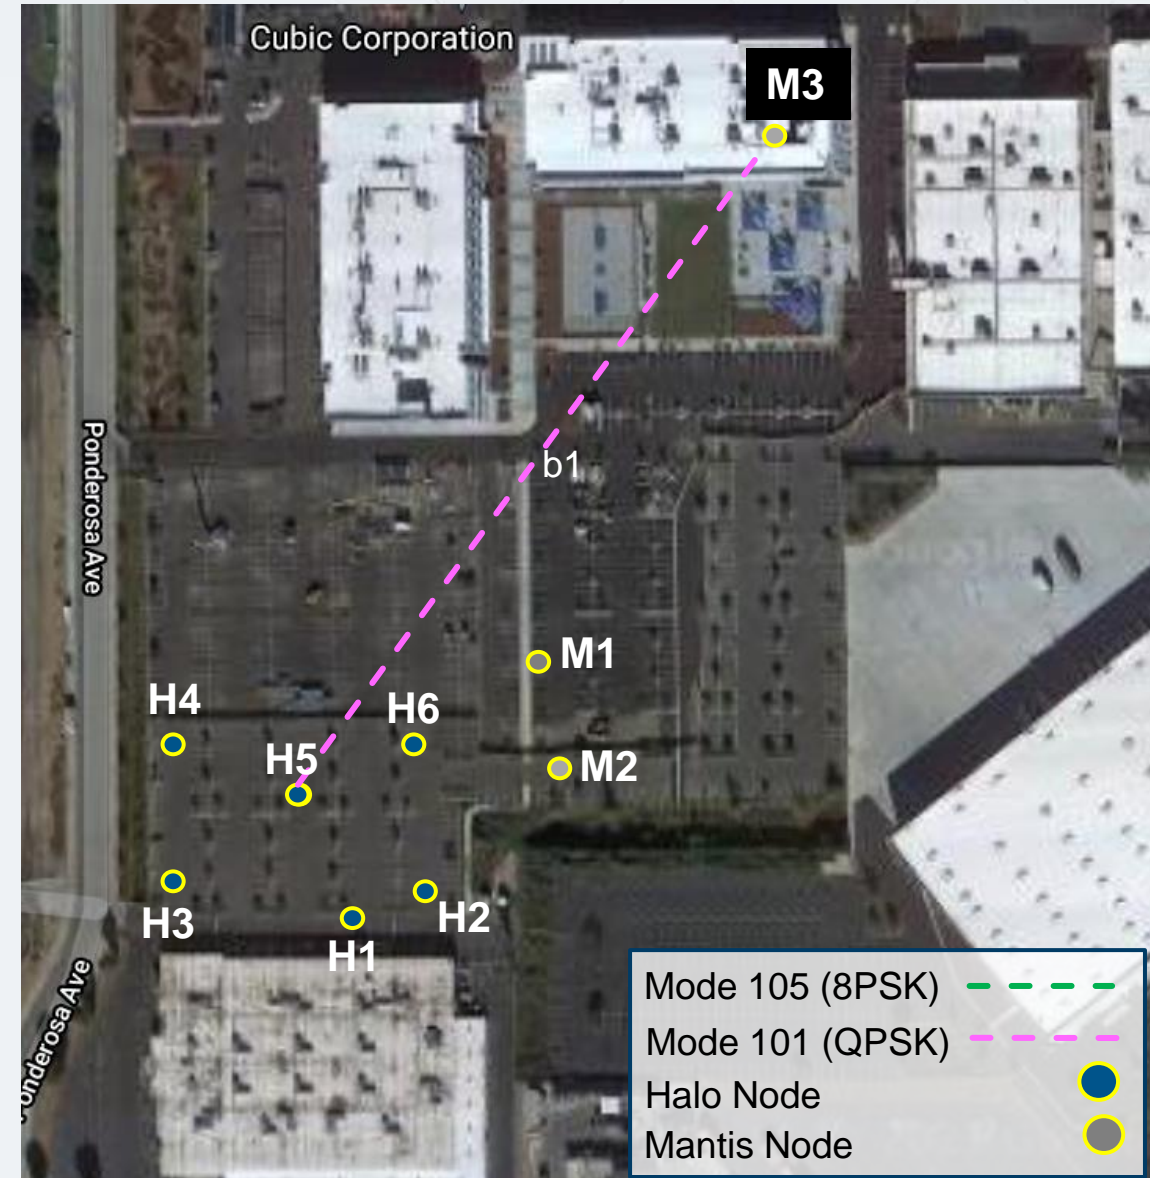 Cubic Corporation
M3
Ponderosa Ave
b1
M1
H4
H6
H5
M2
H3
H2
H1
Ponderosa Ave
Mode 105 (8PSK)
Mode 101 (QPSK)
Halo Node
Mantis Node